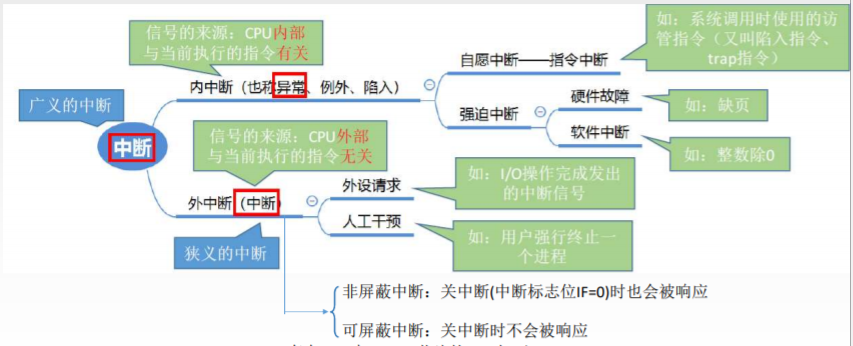 信号的来源：CPU内部
与当前执行的指令有关
如：系统调用时使用的访
管指令（又叫陷入指令、
trap指令）
自愿中断——指令中断
内中断（也称异常、例外、陷入）
广义的中断
硬件故障
如：缺页
强迫中断
软件中断
如：整数除0
中断
信号的来源：CPU外部
与当前执行的指令无关
外设请求
如：I/O操作完成发出
的中断信号
外中断（中断）
人工干预
如：用户强行终止一
个进程
狭义的中断
非屏蔽中断：关中断(中断标志位IF=0)时也会被响应
可屏蔽中断：关中断时不会被响应